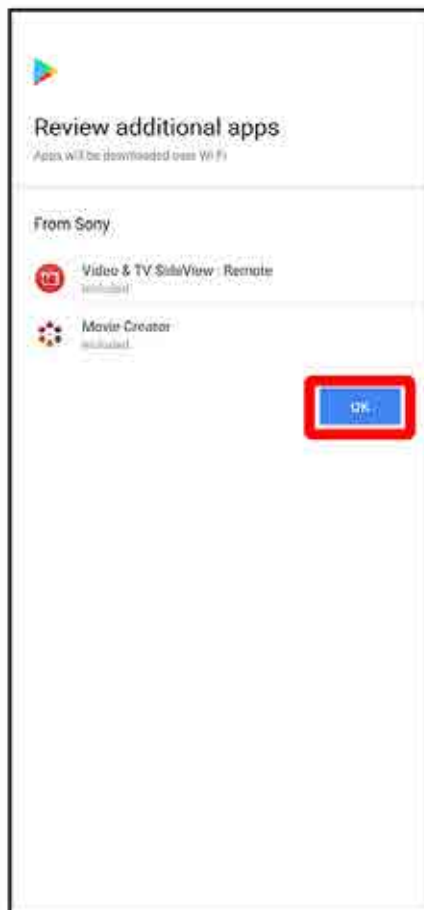 Review additional apps
Apps will be downloaded over Wi-Fi
From Sony
Video & TV SideView : Remote
Included
Movie Creator
Included
OK